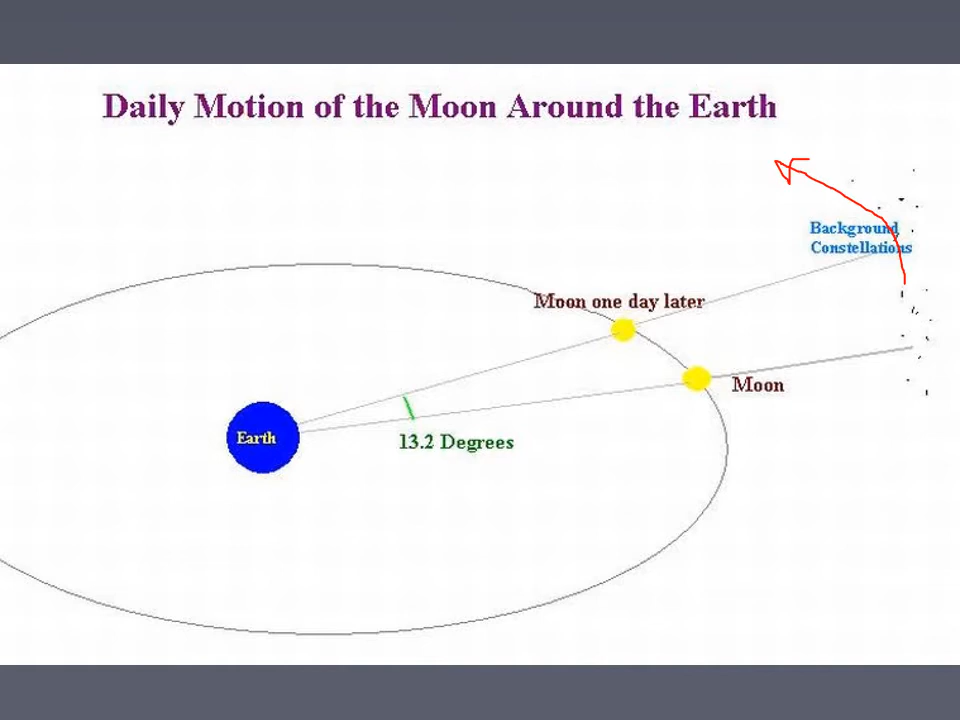 Daily Motion of the Moon Around the Earth
Background
Constellations
Moon one day later
Moon
Earth
13.2 Degrees